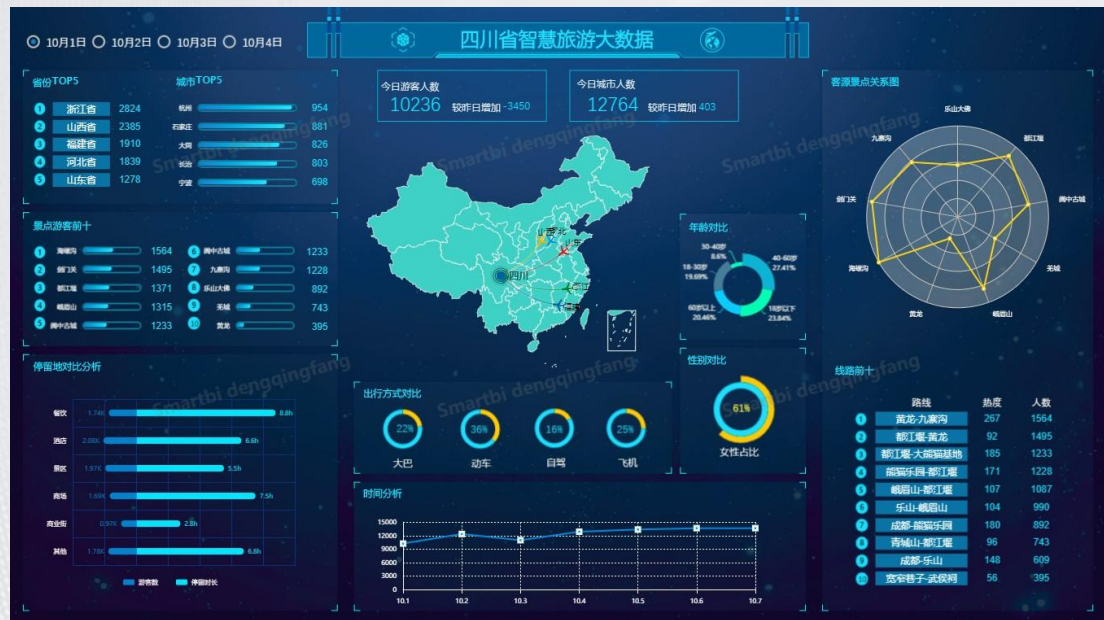 10月1日 10月2日 10月3日 10月4日
四川省智慧旅游大数据
省份TOP5
1 浙江省 2824
2 山西省 2385
3 福建省 1910
4 河北省 1839
5 山东省 1278
城市TOP5
杭州 954
石家庄 881
大同 826
长治 803
宁波 698
今日游客人数
10236 较昨日增加 -3450
今日城市人数
12764 较昨日增加 403
客源景点关系图
乐山大佛
九寨沟
都江堰
剑门关
阆中古城
海螺沟
芜城
黄龙
峨眉山
景点游客前十
1 海螺沟 1564
2 剑门关 1495
3 都江堰 1371
4 峨眉山 1315
5 阆中古城 1233
6 阆中古城 1233
7 九寨沟 1228
8 乐山大佛 892
9 芜城 743
10 黄龙 395
山西
河北
山东
四川
年龄对比
30-40岁
8.6%
40-60岁
27.41%
18-30岁
19.69%
60岁以上
20.46%
18岁以下
23.84%
停留地对比分析
餐饮 1.74K 8.8h
酒店 6.6h
景区 1.97K 5.5h
商场 1.69K 7.5h
商业街 0.97K 2.8h
其他 1.78K 6.8h
游客数 停留时长
出行方式对比
22% 36% 16% 25%
大巴 动车 自驾 飞机
性别对比
61%
女性占比
时间分析
15000
12000
9000
6000
3000
0
10.1 10.2 10.3 10.4 10.5 10.6 10.7
线路前十
路线 热度 人数
1 黄龙-九寨沟 267 1564
2 都江堰-黄龙 92 1495
3 都江堰-大熊猫基地 185 1233
4 熊猫乐园-都江堰 171 1228
5 峨眉山-都江堰 107 1087
6 乐山-峨眉山 104 990
7 成都-熊猫乐园 180 892
8 青城山-都江堰 96 743
9 成都-乐山 148 609
10 宽窄巷子-武侯祠 56 395
Smartbi dengqingfang
Smartbi dengqingfang
Smartbi dengqingfang
Smartbi dengqingfang